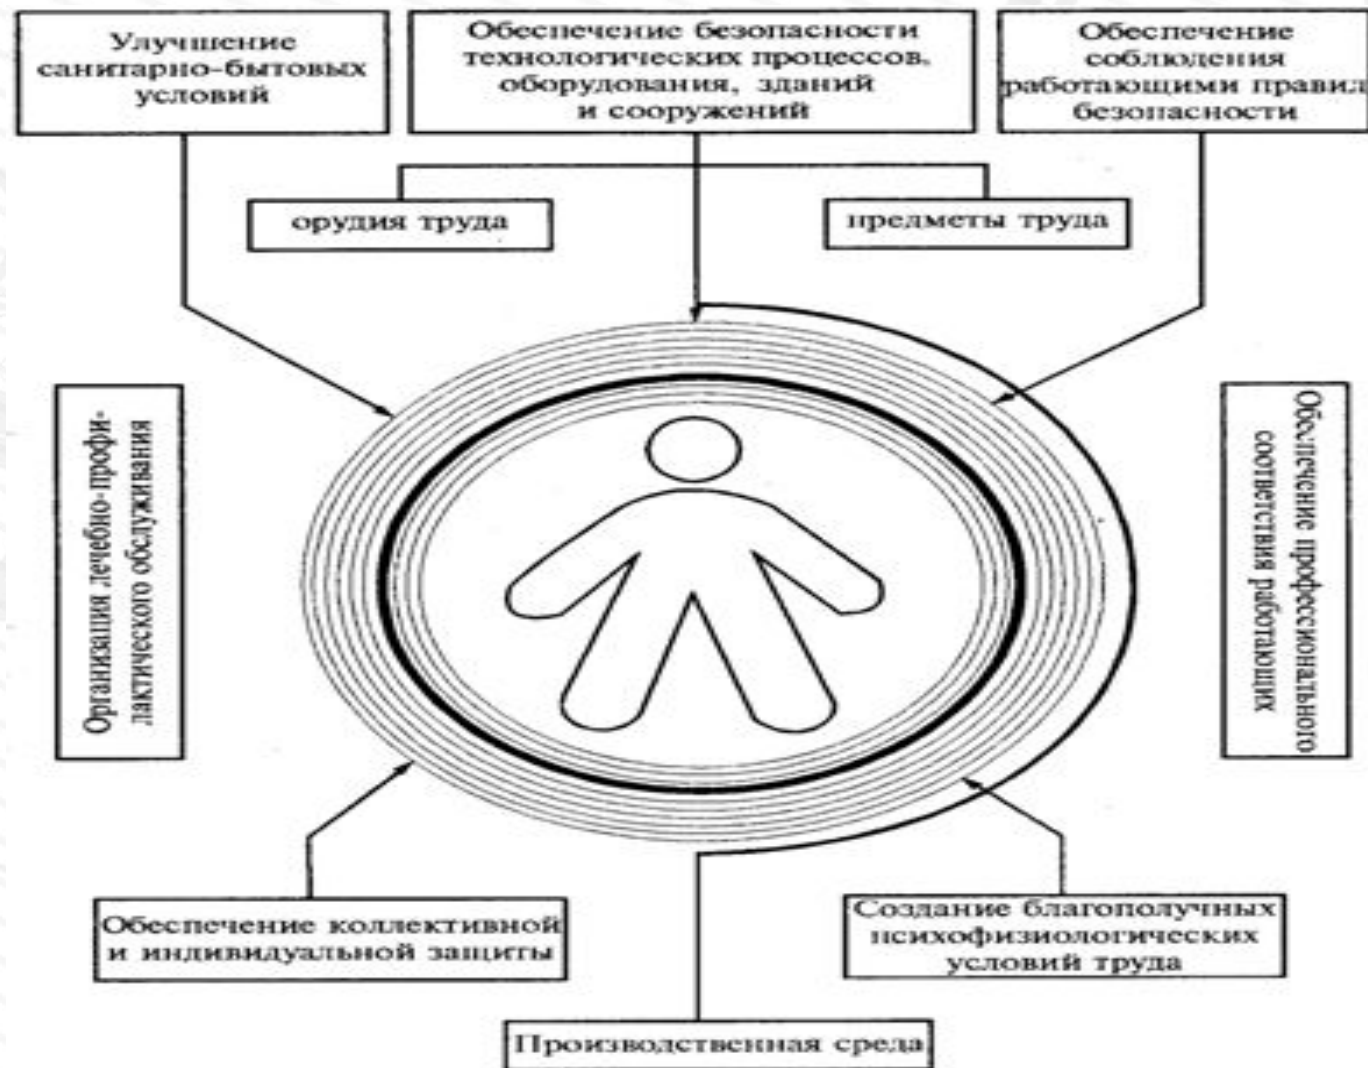 Улучшение
санитарно-бытовых
условий
Обеспечение безопасности
технологических процессов,
оборудования, зданий
и сооружений
Обеспечение
соблюдения
работающими правил
безопасности
орудия труда
предметы труда
Организация лечебно-профи-
лактического обслуживания
Обеспечение профессионального
соответствия работающих
Обеспечение коллективной
и индивидуальной защиты
Создание благополучных
психофизиологических
условий труда
Производственная среда